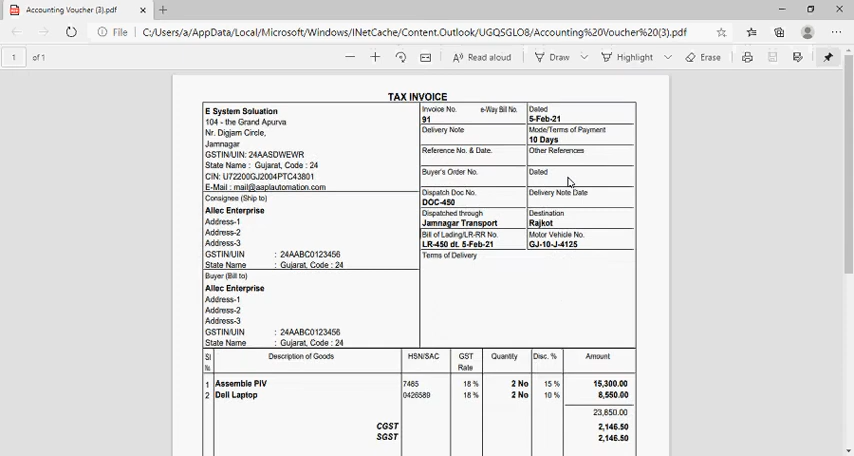 Accounting Voucher (3).pdf
File
C:/Users/a/AppData/Local/Microsoft/Windows/INetCache/Content.Outlook/UGQSGLO8/Accounting%20Voucher%20(3).pdf
1 of 1
Read aloud
Draw
Highlight
Erase
TAX INVOICE
E System Soluation
104 - the Grand Apurva
Nr. Digjam Circle,
Jamnagar
GSTIN/UIN: 24AASDWEWR
State Name : Gujarat, Code : 24
CIN: U72200GJ2004PTC43801
E-Mail : mail@aaplautomation.com
Consignee (Ship to)
Allec Enterprise
Address-1
Address-2
Address-3
GSTIN/UIN : 24AABC0123456
State Name : Gujarat, Code : 24
Buyer (Bill to)
Allec Enterprise
Address-1
Address-2
Address-3
GSTIN/UIN : 24AABC0123456
State Name : Gujarat, Code : 24
Invoice No. e-Way Bill No. Dated
91 5-Feb-21
Delivery Note Mode/Terms of Payment
10 Days
Reference No. & Date. Other References
Buyer's Order No. Dated
Dispatch Doc No. Delivery Note Date
DOC-450
Dispatched through Destination
Jamnagar Transport Rajkot
Bill of Lading/LR-RR No. Motor Vehicle No.
LR-450 dt. 5-Feb-21 GJ-10-J-4125
Terms of Delivery
Sl Description of Goods HSN/SAC GST Quantity Disc. % Amount
No. Rate
1 Assemble PIV 7465 18 % 2 No 15 % 15,300.00
2 Dell Laptop 0426589 18 % 2 No 10 % 8,550.00
23,850.00
CGST 2,146.50
SGST 2,146.50